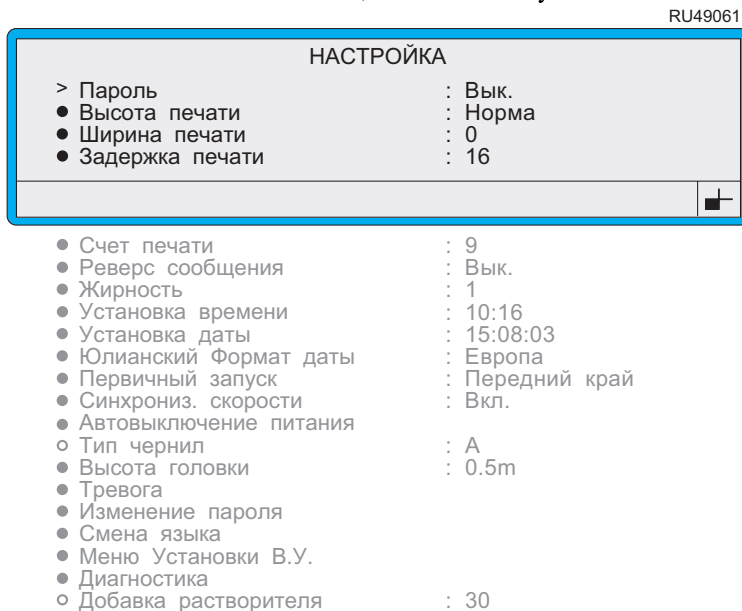 RU49061
НАСТРОЙКА
> Пароль : Вык.
● Высота печати : Норма
● Ширина печати : 0
● Задержка печати : 16
● Счет печати : 9
● Реверс сообщения : Вык.
● Жирность : 1
● Установка времени : 10:16
● Установка даты : 15:08:03
● Юлианский Формат даты : Европа
● Первичный запуск : Передний край
● Синхрониз. скорости : Вкл.
● Автовыключение питания
○ Тип чернил : А
● Высота головки : 0.5m
● Тревога
● Изменение пароля
● Смена языка
● Меню Установки В.У.
● Диагностика
○ Добавка растворителя : 30